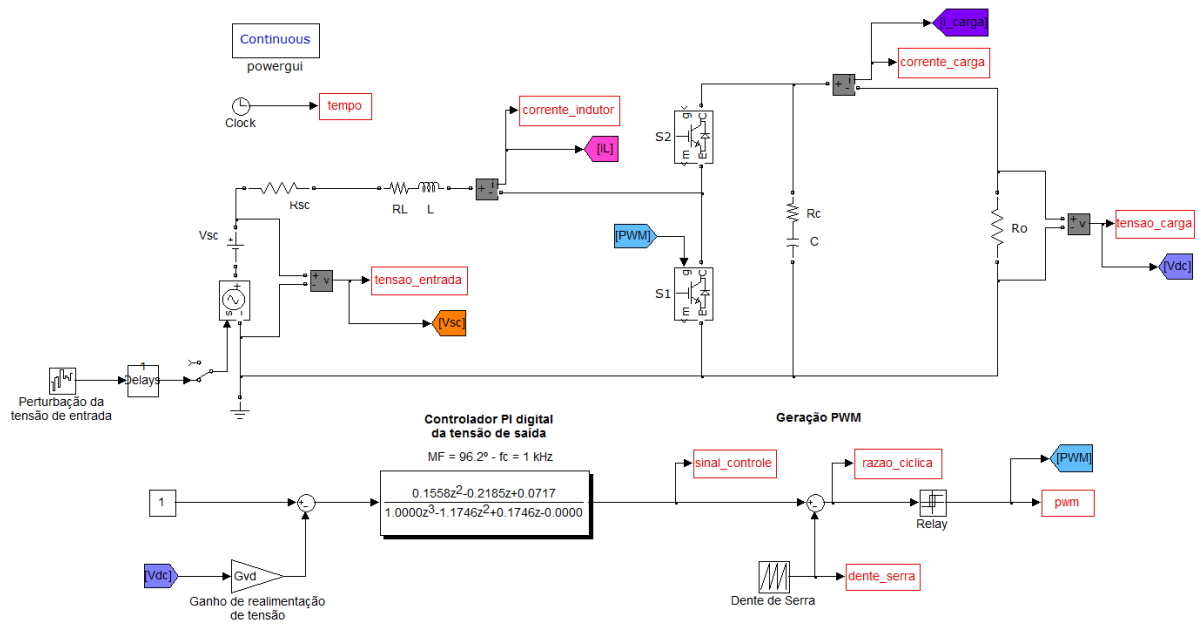 Continuous
powergui
Clock
tempo
corrente_indutor
[iL]
Rsc
RL
L
Vsc
tensao_entrada
[Vsc]
Perturbação da
tensão de entrada
1
Delays
S2
g
C
m
E
[PWM]
S1
g
C
m
E
[i_carga]
corrente_carga
Rc
C
Ro
tensao_carga
[Vdc]
Controlador PI digital
da tensão de saída
MF = 96.2º - fc = 1 kHz
Geração PWM
1
[Vdc]
Gvd
Ganho de realimentação
de tensão
0.1558z²-0.2185z+0.0717
1.0000z³-1.1746z²+0.1746z-0.0000
sinal_controle
razao_ciclica
Relay
[PWM]
pwm
Dente de Serra
dente_serra